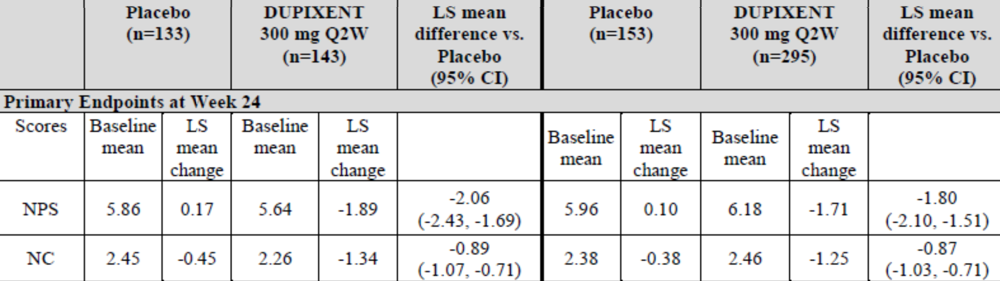 Placebo
(n=133)
DUPIXENT
300 mg Q2W
(n=143)
LS mean
difference vs.
Placebo
(95% CI)
Placebo
(n=153)
DUPIXENT
300 mg Q2W
(n=295)
LS mean
difference vs.
Placebo
(95% CI)
Primary Endpoints at Week 24
Scores
Baseline
mean
LS
mean
change
Baseline
mean
LS
mean
change
Baseline
mean
LS
mean
change
Baseline
mean
LS
mean
change
NPS
5.86
0.17
5.64
-1.89
-2.06
(-2.43, -1.69)
5.96
0.10
6.18
-1.71
-1.80
(-2.10, -1.51)
NC
2.45
-0.45
2.26
-1.34
-0.89
(-1.07, -0.71)
2.38
-0.38
2.46
-1.25
-0.87
(-1.03, -0.71)